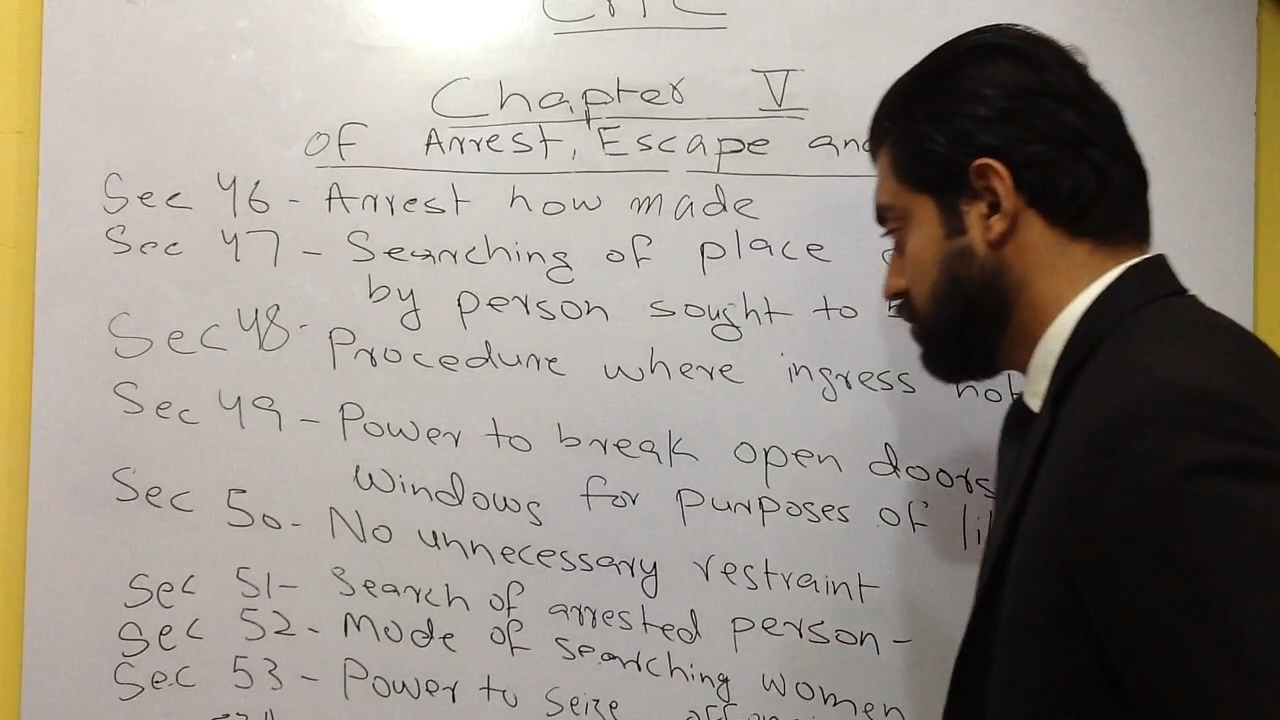 CrPC
Chapter V
Of Arrest, Escape and
Sec 46 - Arrest how made
Sec 47 - Searching of place
by person sought to
Sec 48 - Procedure where ingress not
Sec 49 - Power to break open doors
Windows for purposes of
Sec 50 - No unnecessary restraint
Sec 51 - Search of arrested person -
Sec 52 - Mode of searching women
Sec 53 - Power to seize